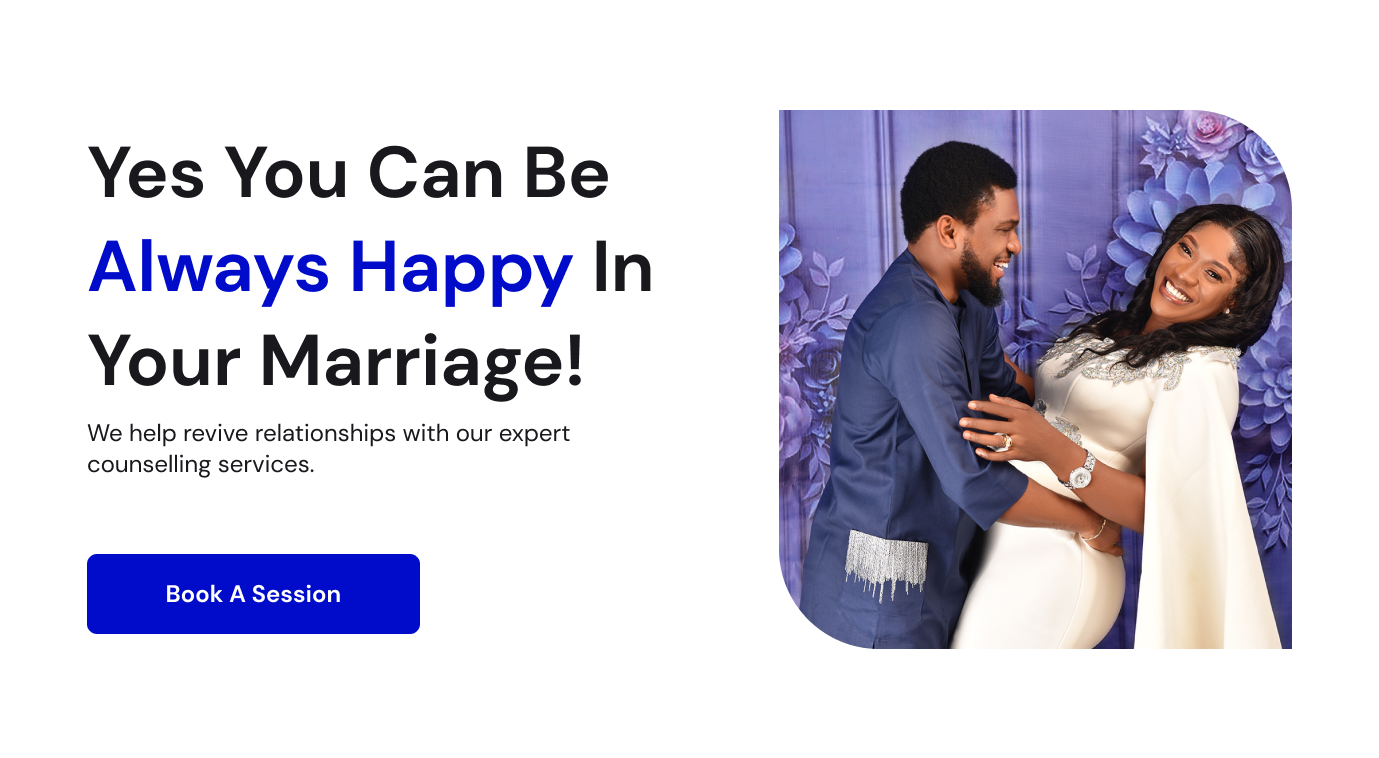 Yes You Can Be
Always Happy In
Your Marriage!
We help revive relationships with our expert
counselling services.
Book A Session